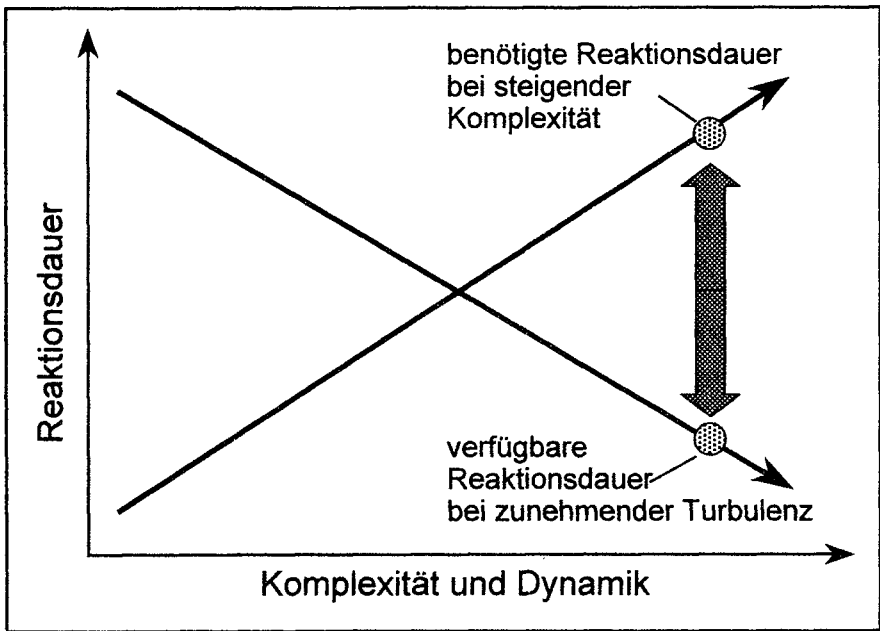 benötigte Reaktionsdauer
bei steigender
Komplexität
Reaktionsdauer
verfügbare
Reaktionsdauer
bei zunehmender Turbulenz
Komplexität und Dynamik